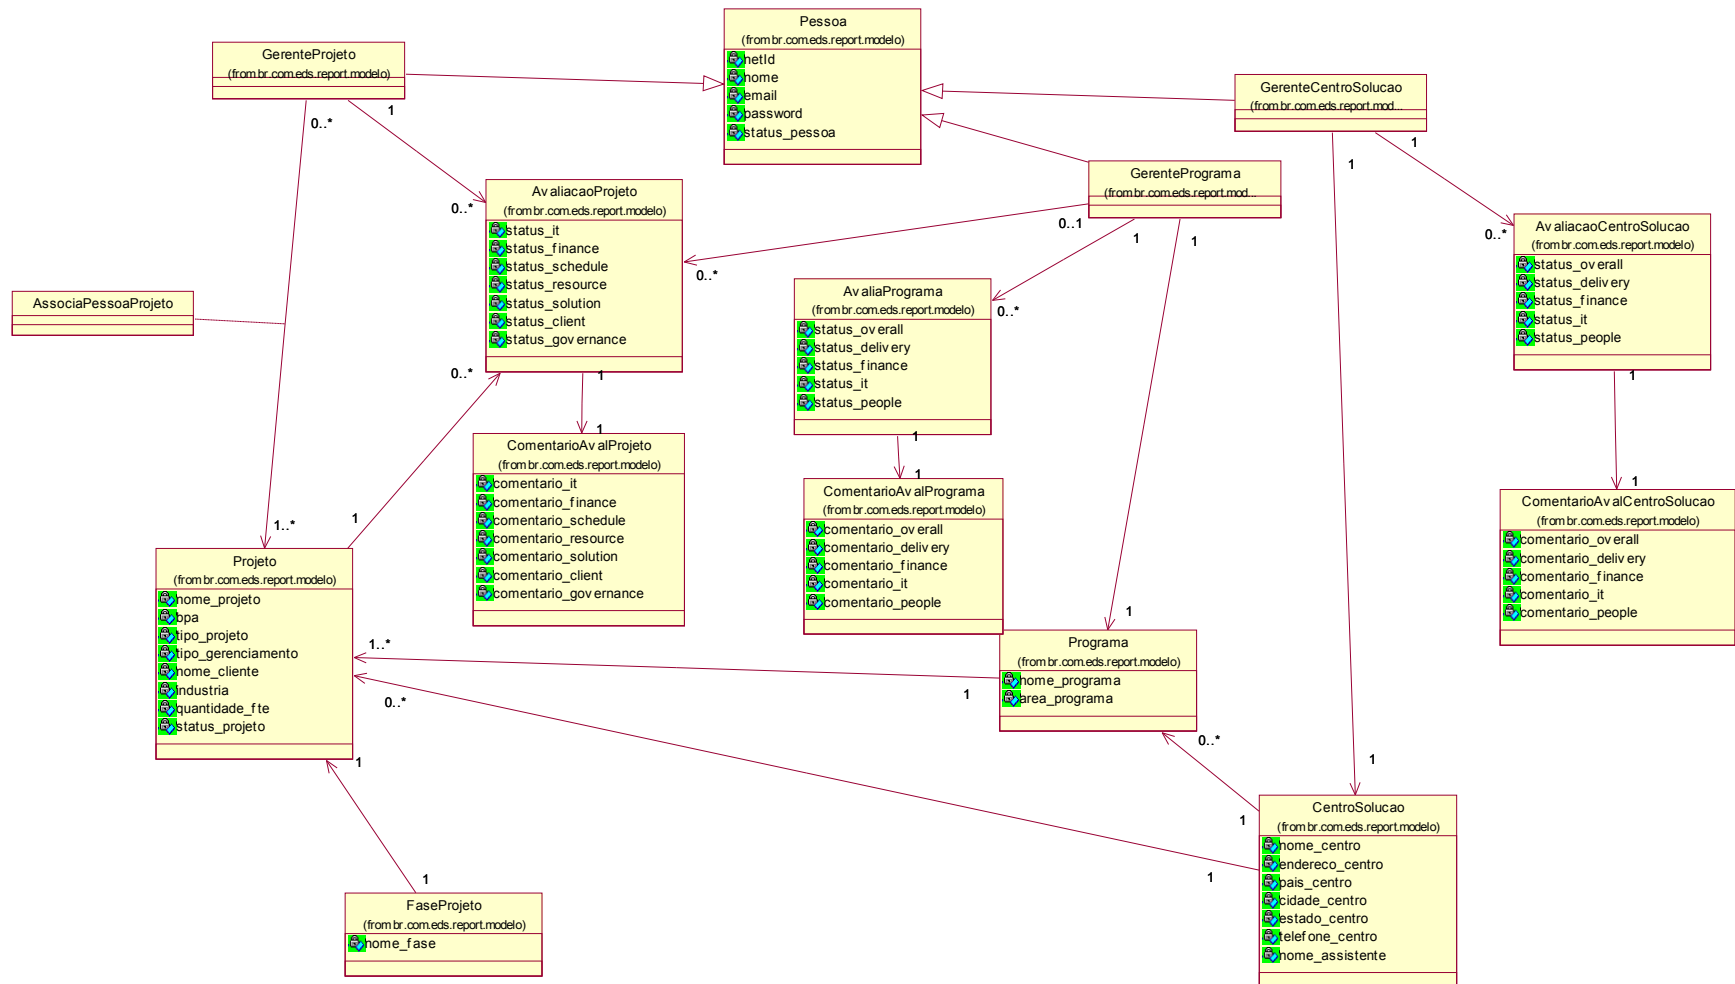 Pessoa
(from br.com.eds.report.modelo)
netId
nome
email
password
status_pessoa
GerenteProjeto
(from br.com.eds.report.modelo)
GerenteCentroSolucao
(from br.com.eds.report.mod...
GerentePrograma
(from br.com.eds.report.mod...
1
0..*
1
1
0..*
0..1
0..*
1
1
0..*
0..*
AvaliacaoProjeto
(from br.com.eds.report.modelo)
status_it
status_finance
status_schedule
status_resource
status_solution
status_client
status_governance
AvaliacaoCentroSolucao
(from br.com.eds.report.modelo)
status_overall
status_delivery
status_finance
status_it
status_people
AssociaPessoaProjeto
AvaliaPrograma
(from br.com.eds.report.modelo)
status_overall
status_delivery
status_finance
status_it
status_people
0..*
1
1
1
1
1
1
ComentarioAvalProjeto
(from br.com.eds.report.modelo)
comentario_it
comentario_finance
comentario_schedule
comentario_resource
comentario_solution
comentario_client
comentario_governance
ComentarioAvalPrograma
(from br.com.eds.report.modelo)
comentario_overall
comentario_delivery
comentario_finance
comentario_it
comentario_people
ComentarioAvalCentroSolucao
(from br.com.eds.report.modelo)
comentario_overall
comentario_delivery
comentario_finance
comentario_it
comentario_people
1..*
1
Projeto
(from br.com.eds.report.modelo)
nome_projeto
bpa
tipo_projeto
tipo_gerenciamento
nome_cliente
industria
quantidade_fte
status_projeto
1
Programa
(from br.com.eds.report.modelo)
nome_programa
area_programa
1..*
1
0..*
0..*
1
1
1
1
1
CentroSolucao
(from br.com.eds.report.modelo)
nome_centro
endereco_centro
pais_centro
cidade_centro
estado_centro
telefone_centro
nome_assistente
FaseProjeto
(from br.com.eds.report.modelo)
nome_fase